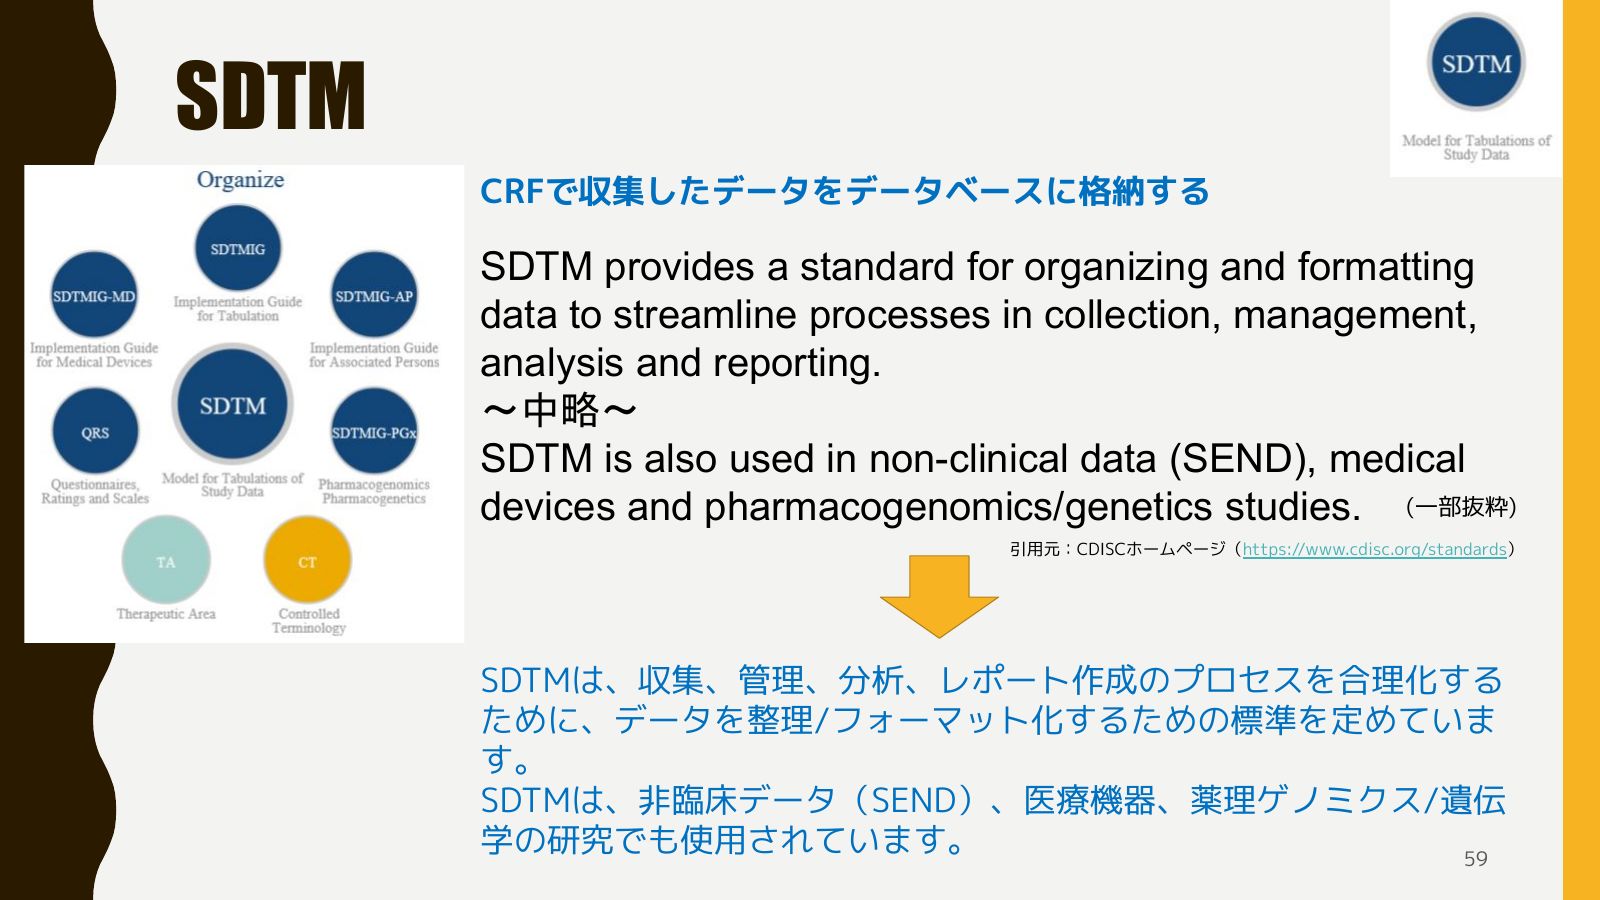 SDTM
SDTM
Model for Tabulations of
Study Data
Organize
SDTMIG
Implementation Guide
for Tabulation
SDTMIG-MD
Implementation Guide
for Medical Devices
SDTMIG-AP
Implementation Guide
for Associated Persons
SDTM
Model for Tabulations of
Study Data
QRS
Questionnaires,
Ratings and Scales
SDTMIG-PGx
Pharmacogenomics
Pharmacogenetics
TA
Therapeutic Area
CT
Controlled
Terminology
CRFで収集したデータをデータベースに格納する
SDTM provides a standard for organizing and formatting
data to streamline processes in collection, management,
analysis and reporting.
～中略～
SDTM is also used in non-clinical data (SEND), medical
devices and pharmacogenomics/genetics studies.
（一部抜粋）
引用元：CDISCホームページ（https://www.cdisc.org/standards）
SDTMは、収集、管理、分析、レポート作成のプロセスを合理化する
ために、データを整理/フォーマット化するための標準を定めていま
す。
SDTMは、非臨床データ（SEND）、医療機器、薬理ゲノミクス/遺伝
学の研究でも使用されています。
59